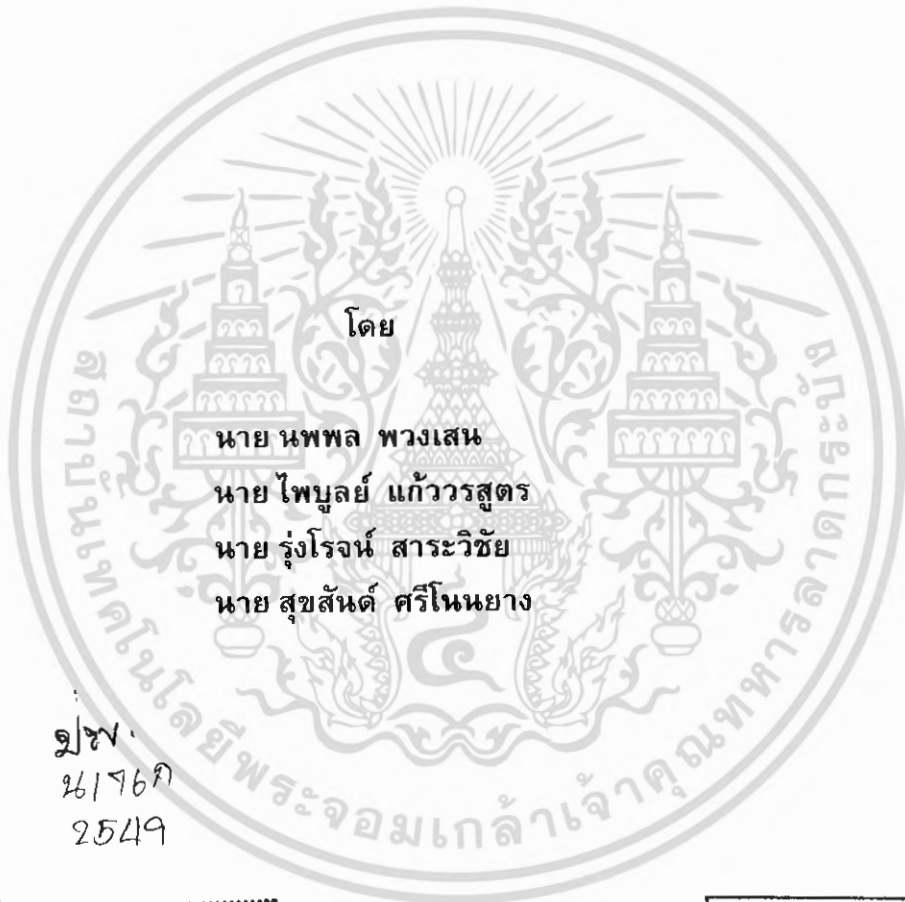 โดย
นาย นพพล พวงเสน
นาย ไพบูลย์ แก้ววรสูตร
นาย รุ่งโรจน์ สาระวิชัย
นาย สุขสันต์ ศรีโนนยาง
สถาบันเทคโนโลยีพระจอมเกล้าเจ้าคุณทหารลาดกระบัง
๔
2549